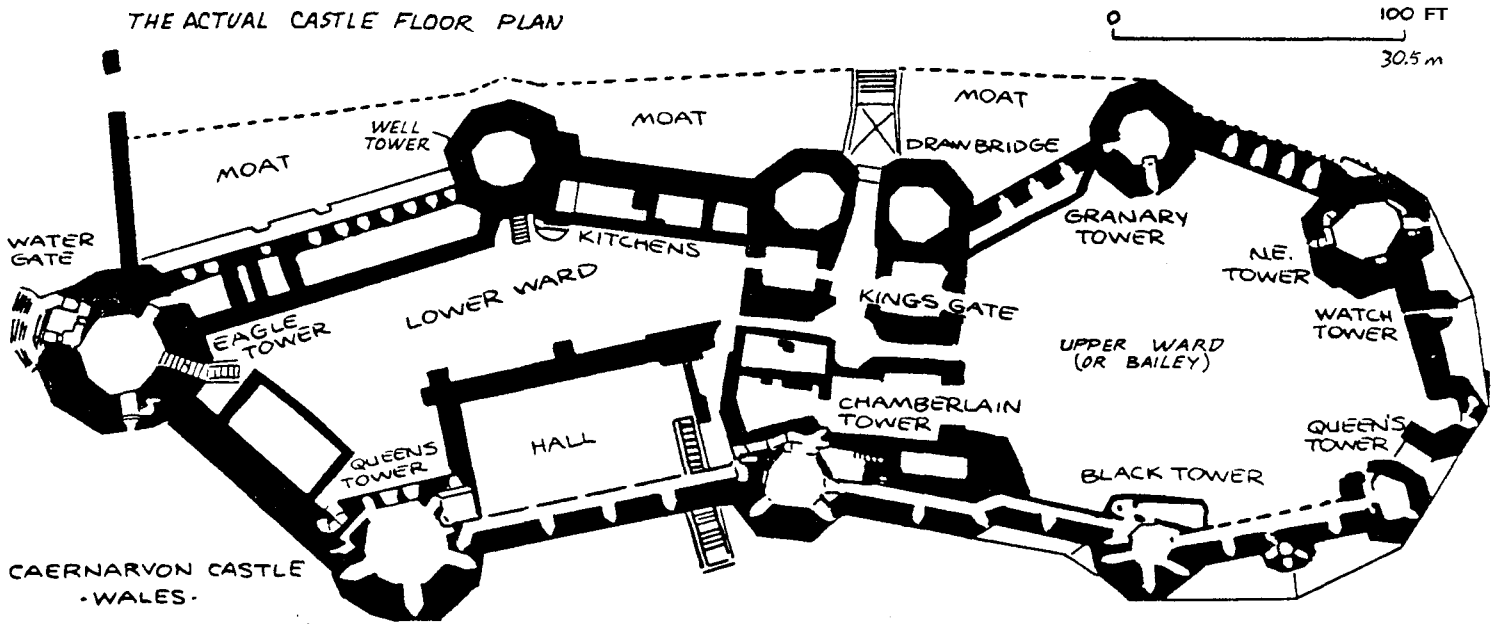 THE ACTUAL CASTLE FLOOR PLAN
0
100 FT
30.5 m
MOAT
MOAT
MOAT
WELL
TOWER
DRAWBRIDGE
WATER
GATE
KITCHENS
GRANARY
TOWER
N.E.
TOWER
LOWER WARD
KINGS GATE
EAGLE
TOWER
WATCH
TOWER
UPPER WARD
(OR BAILEY)
CHAMBERLAIN
TOWER
HALL
QUEENS
TOWER
QUEEN'S
TOWER
BLACK TOWER
CAERNARVON CASTLE
·WALES·